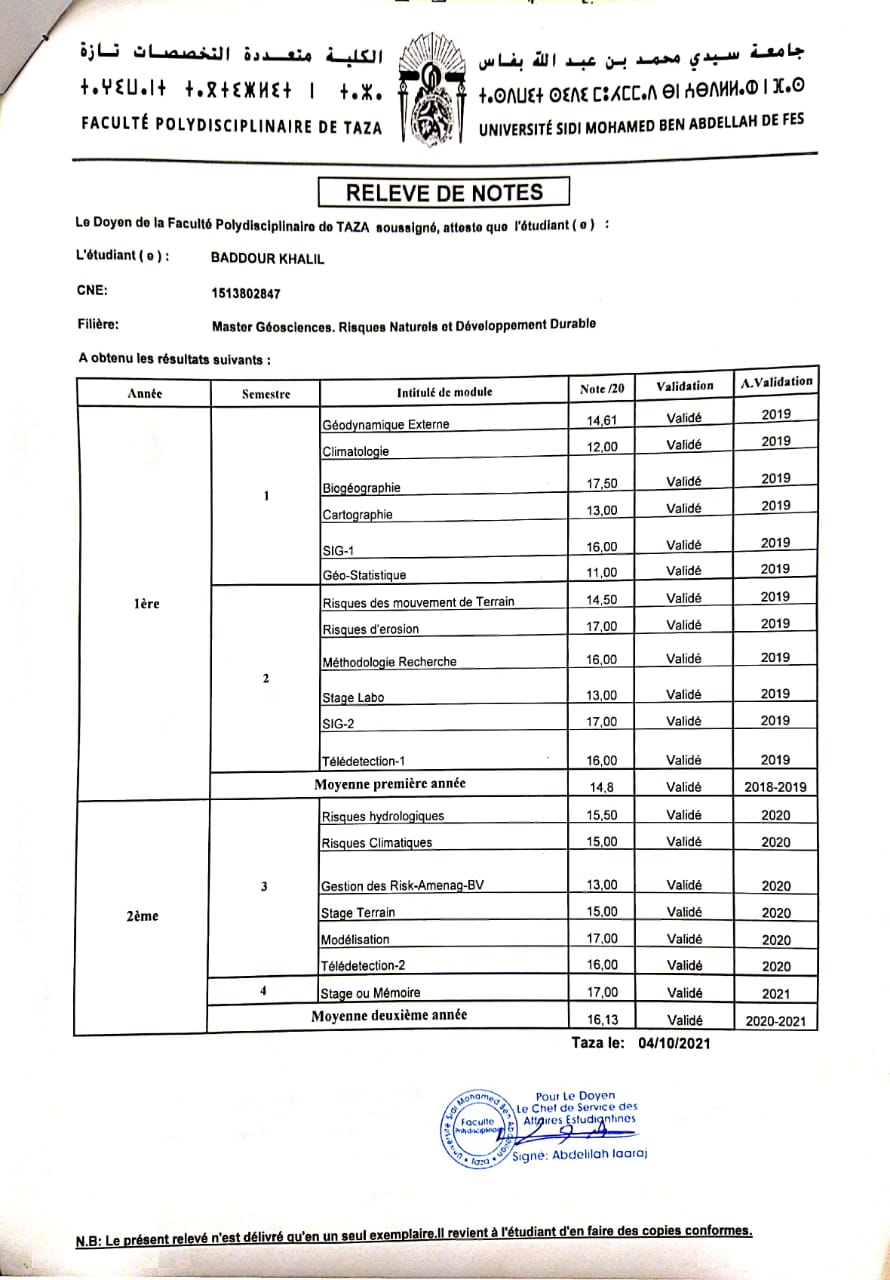 الكلية متعددة التخصصات تازة
جامعة سيدي محمد بن عبد الله بفاس
ⵜⴰⵖⵉⵡⴰⵏⵜ ⵜⴰⴳⵜⵉⵣⵍⵉⵜ ⵏ ⵜⴰⵣⴰ
ⵜⴰⵙⴷⴰⵡⵉⵜ ⵙⵉⴷⵉ ⵎⵓⵃⵎⵎⴰⴷ ⴱⵏ ⵄⴱⴷⵍⵍⴰⵀ ⵏ ⴼⴰⵙ
FACULTÉ POLYDISCIPLINAIRE DE TAZA
UNIVERSITÉ SIDI MOHAMED BEN ABDELLAH DE FES
RELEVE DE NOTES
Le Doyen de la Faculté Polydisciplinaire de TAZA soussigné, atteste que l'étudiant ( e ) :
L'étudiant ( e ) : BADDOUR KHALIL
CNE: 1513802847
Filière: Master Géosciences. Risques Naturels et Développement Durable
A obtenu les résultats suivants :
Année Semestre Intitulé de module Note /20 Validation A.Validation
1ère
1
Géodynamique Externe 14,61 Validé 2019
Climatologie 12,00 Validé 2019
Biogéographie 17,50 Validé 2019
Cartographie 13,00 Validé 2019
SIG-1 16,00 Validé 2019
Géo-Statistique 11,00 Validé 2019
2
Risques des mouvement de Terrain 14,50 Validé 2019
Risques d'erosion 17,00 Validé 2019
Méthodologie Recherche 16,00 Validé 2019
Stage Labo 13,00 Validé 2019
SIG-2 17,00 Validé 2019
Télédetection-1 16,00 Validé 2019
Moyenne première année 14,8 Validé 2018-2019
2ème
3
Risques hydrologiques 15,50 Validé 2020
Risques Climatiques 15,00 Validé 2020
Gestion des Risk-Amenag-BV 13,00 Validé 2020
Stage Terrain 15,00 Validé 2020
Modélisation 17,00 Validé 2020
Télédetection-2 16,00 Validé 2020
4
Stage ou Mémoire 17,00 Validé 2021
Moyenne deuxième année 16,13 Validé 2020-2021
Taza le: 04/10/2021
Université Sidi Mohamed Ben Abdellah
Faculté
Polydisciplinaire
Taza
Pour Le Doyen
Le Chef de Service des
Affaires Estudiantines
Signé: Abdelilah Iaaraj
N.B: Le présent relevé n'est délivré qu'en un seul exemplaire.Il revient à l'étudiant d'en faire des copies conformes.